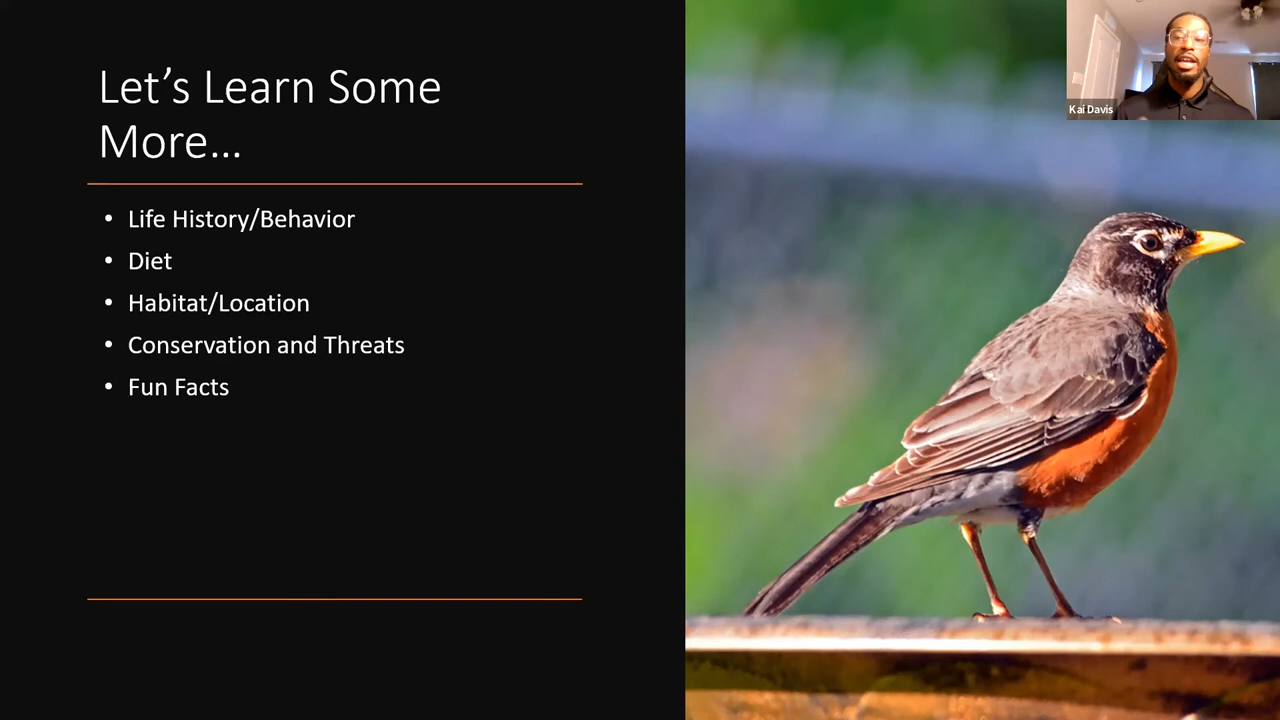 Let’s Learn Some
More…
• Life History/Behavior
• Diet
• Habitat/Location
• Conservation and Threats
• Fun Facts
Kai Davis